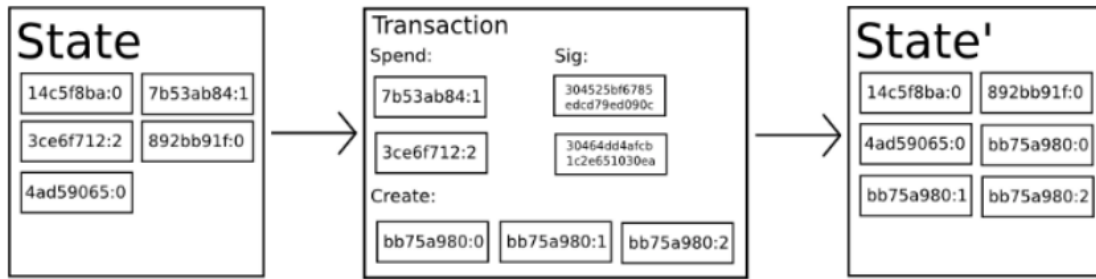 State
14c5f8ba:0 7b53ab84:1
3ce6f712:2 892bb91f:0
4ad59065:0
Transaction
Spend: Sig:
7b53ab84:1
304525bf6785
edcd79ed090c
3ce6f712:2
30464dd4afcb
1c2e651030ea
Create:
bb75a980:0 bb75a980:1 bb75a980:2
State'
14c5f8ba:0 892bb91f:0
4ad59065:0 bb75a980:0
bb75a980:1 bb75a980:2